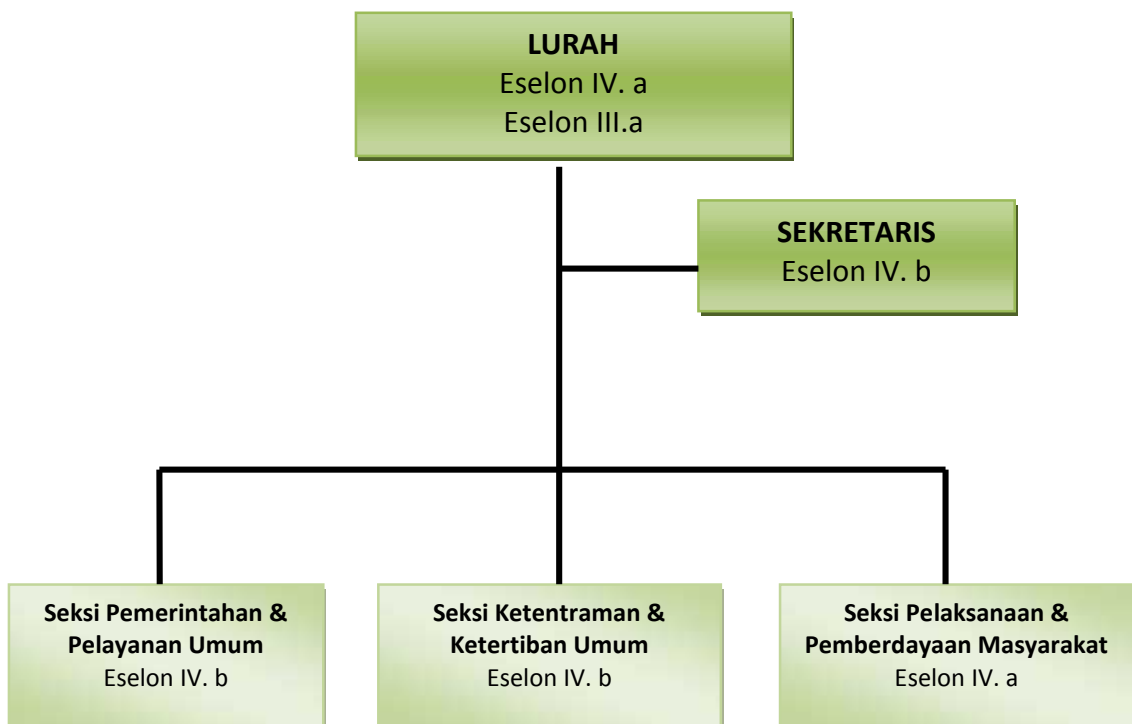 LURAH
Eselon IV. a
Eselon III.a
SEKRETARIS
Eselon IV. b
Seksi Pemerintahan &
Pelayanan Umum
Eselon IV. b
Seksi Ketentraman &
Ketertiban Umum
Eselon IV. b
Seksi Pelaksanaan &
Pemberdayaan Masyarakat
Eselon IV. a